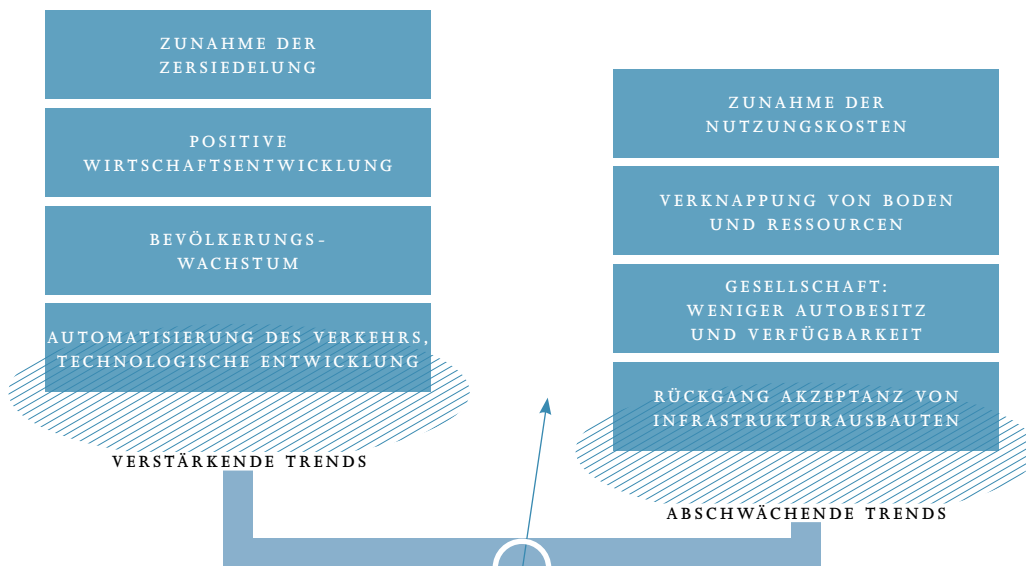 ZUNAHME DER
ZERSIEDELUNG
POSITIVE
WIRTSCHAFTSENTWICKLUNG
BEVÖLKERUNGS-
WACHSTUM
AUTOMATISIERUNG DES VERKEHRS,
TECHNOLOGISCHE ENTWICKLUNG
VERSTÄRKENDE TRENDS
ZUNAHME DER
NUTZUNGSKOSTEN
VERKNAPPUNG VON BODEN
UND RESSOURCEN
GESELLSCHAFT:
WENIGER AUTOBESITZ
UND VERFÜGBARKEIT
RÜCKGANG AKZEPTANZ VON
INFRASTRUKTURAUSBAUTEN
ABSCHWÄCHENDE TRENDS